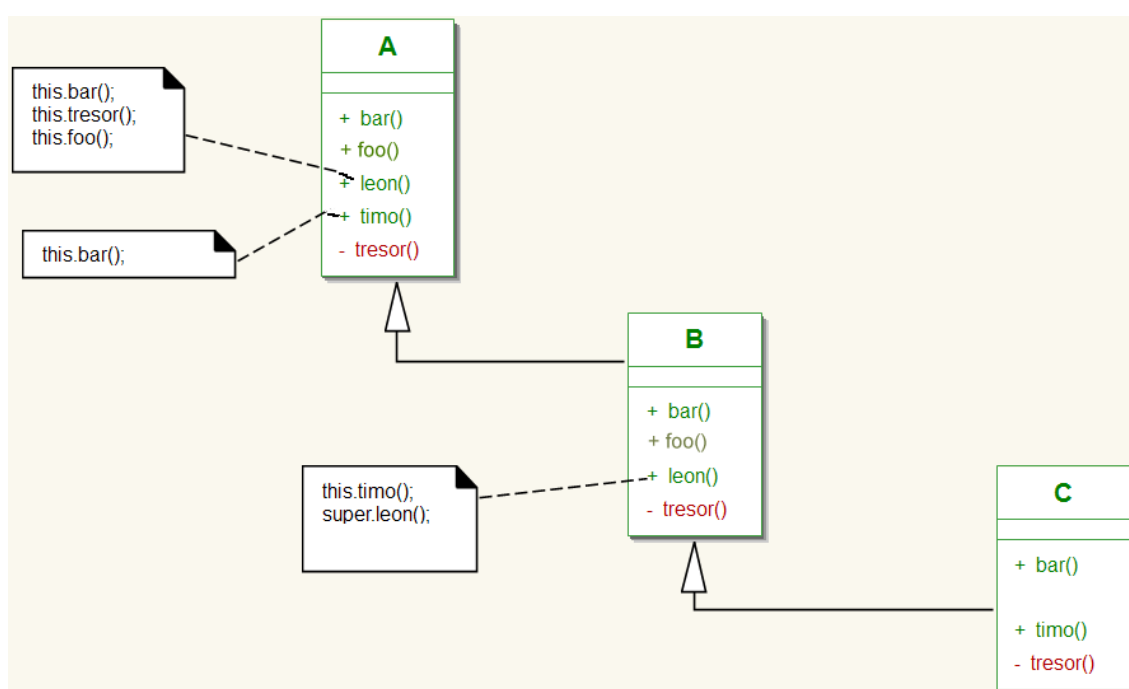 A
this.bar();
this.tresor();
this.foo();
+ bar()
+ foo()
+ leon()
+ timo()
- tresor()
this.bar();
B
+ bar()
+ foo()
+ leon()
- tresor()
this.timo();
super.leon();
C
+ bar()
+ timo()
- tresor()